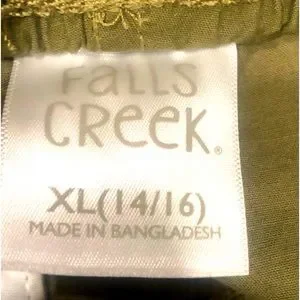 FALLS
CREEK®
XL(14/16)
MADE IN BANGLADESH